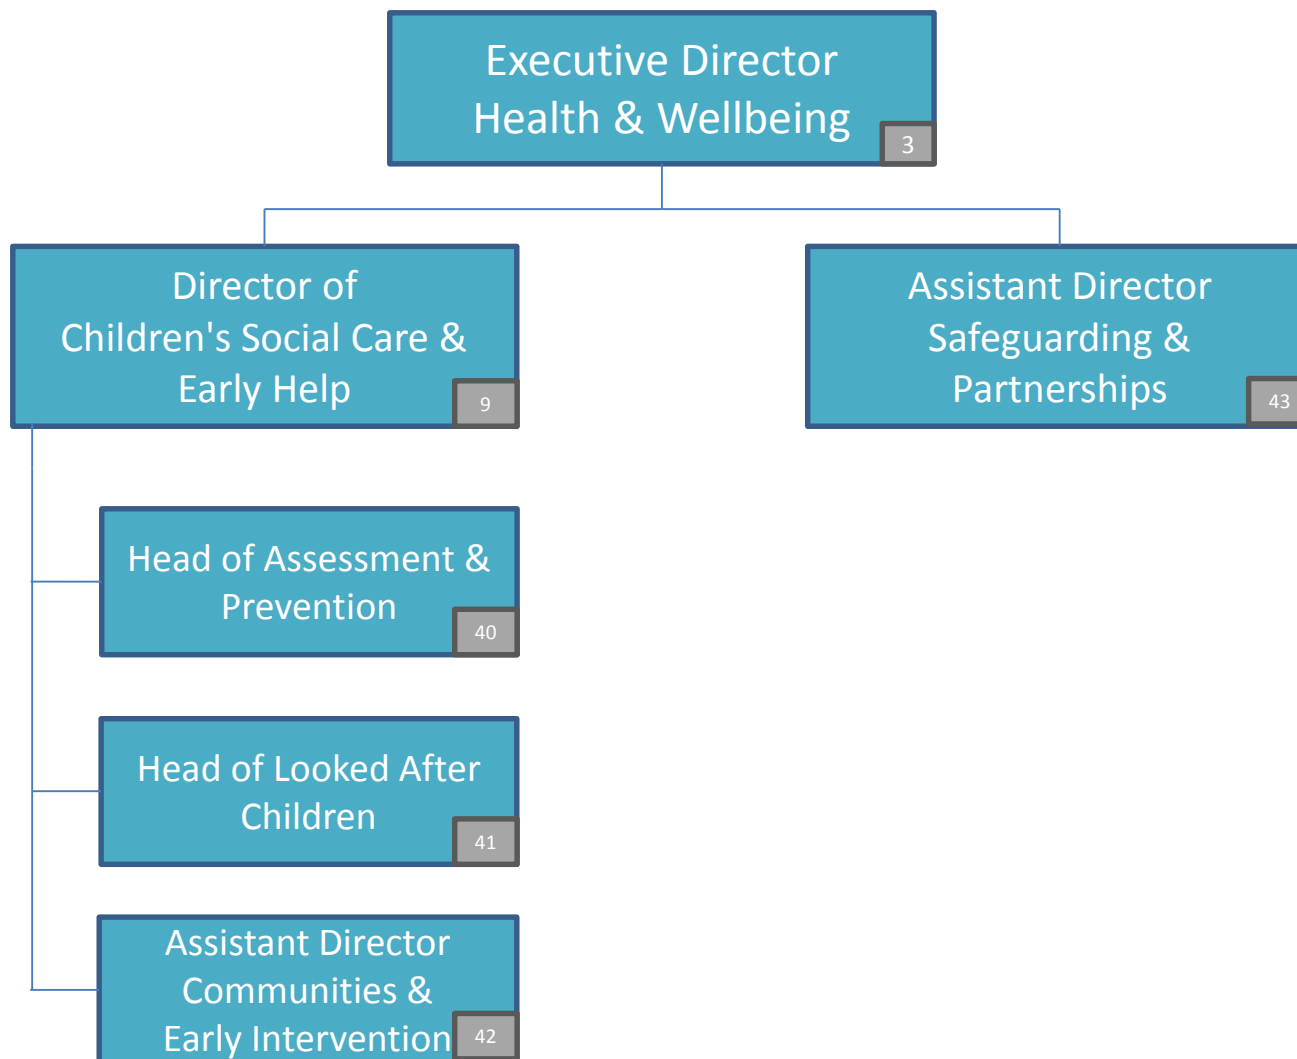 Executive Director
Health & Wellbeing
3
Director of
Children's Social Care &
Early Help
9
Assistant Director
Safeguarding &
Partnerships
43
Head of Assessment &
Prevention
40
Head of Looked After
Children
41
Assistant Director
Communities &
Early Intervention
42